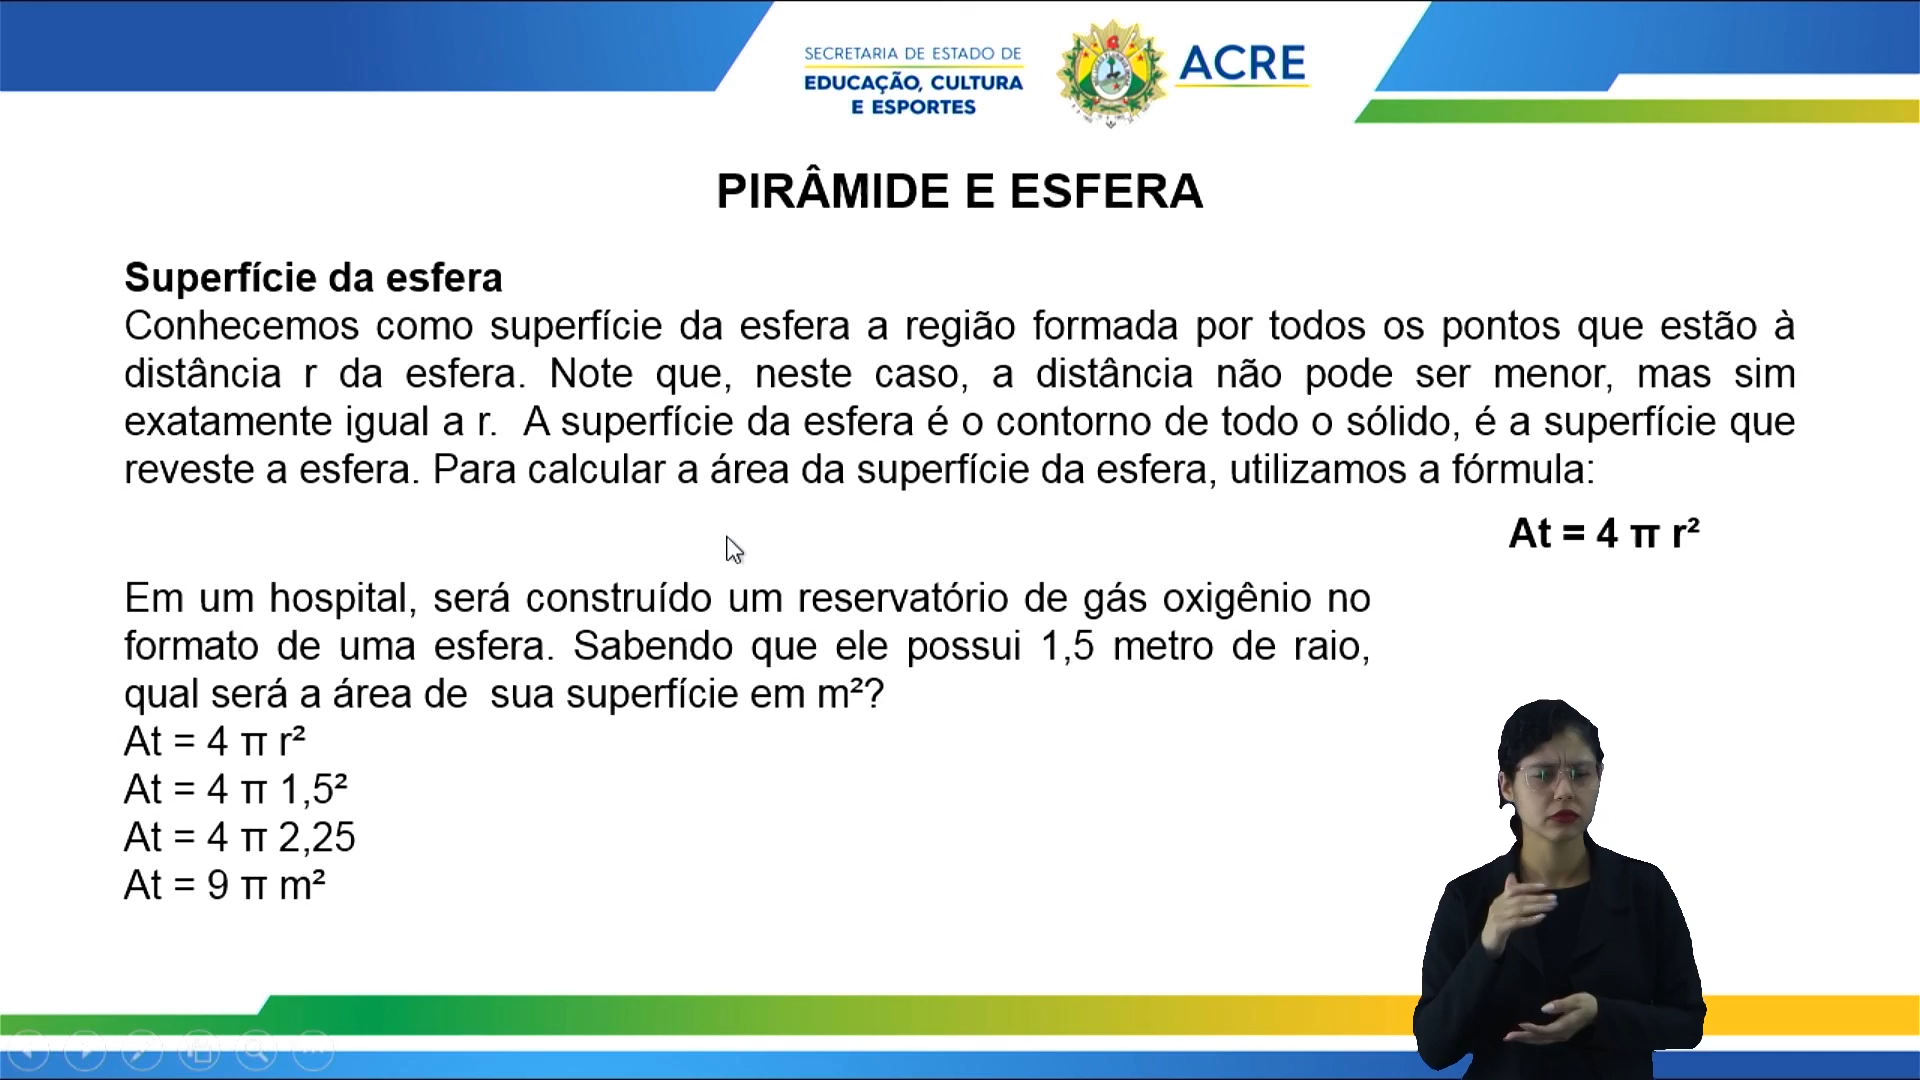 SECRETARIA DE ESTADO DE
EDUCAÇÃO, CULTURA
E ESPORTES
ACRE
PIRÂMIDE E ESFERA
Superfície da esfera
Conhecemos como superfície da esfera a região formada por todos os pontos que estão à
distância r da esfera. Note que, neste caso, a distância não pode ser menor, mas sim
exatamente igual a r. A superfície da esfera é o contorno de todo o sólido, é a superfície que
reveste a esfera. Para calcular a área da superfície da esfera, utilizamos a fórmula:
At = 4 π r²
Em um hospital, será construído um reservatório de gás oxigênio no
formato de uma esfera. Sabendo que ele possui 1,5 metro de raio,
qual será a área de sua superfície em m²?
At = 4 π r²
At = 4 π 1,5²
At = 4 π 2,25
At = 9 π m²